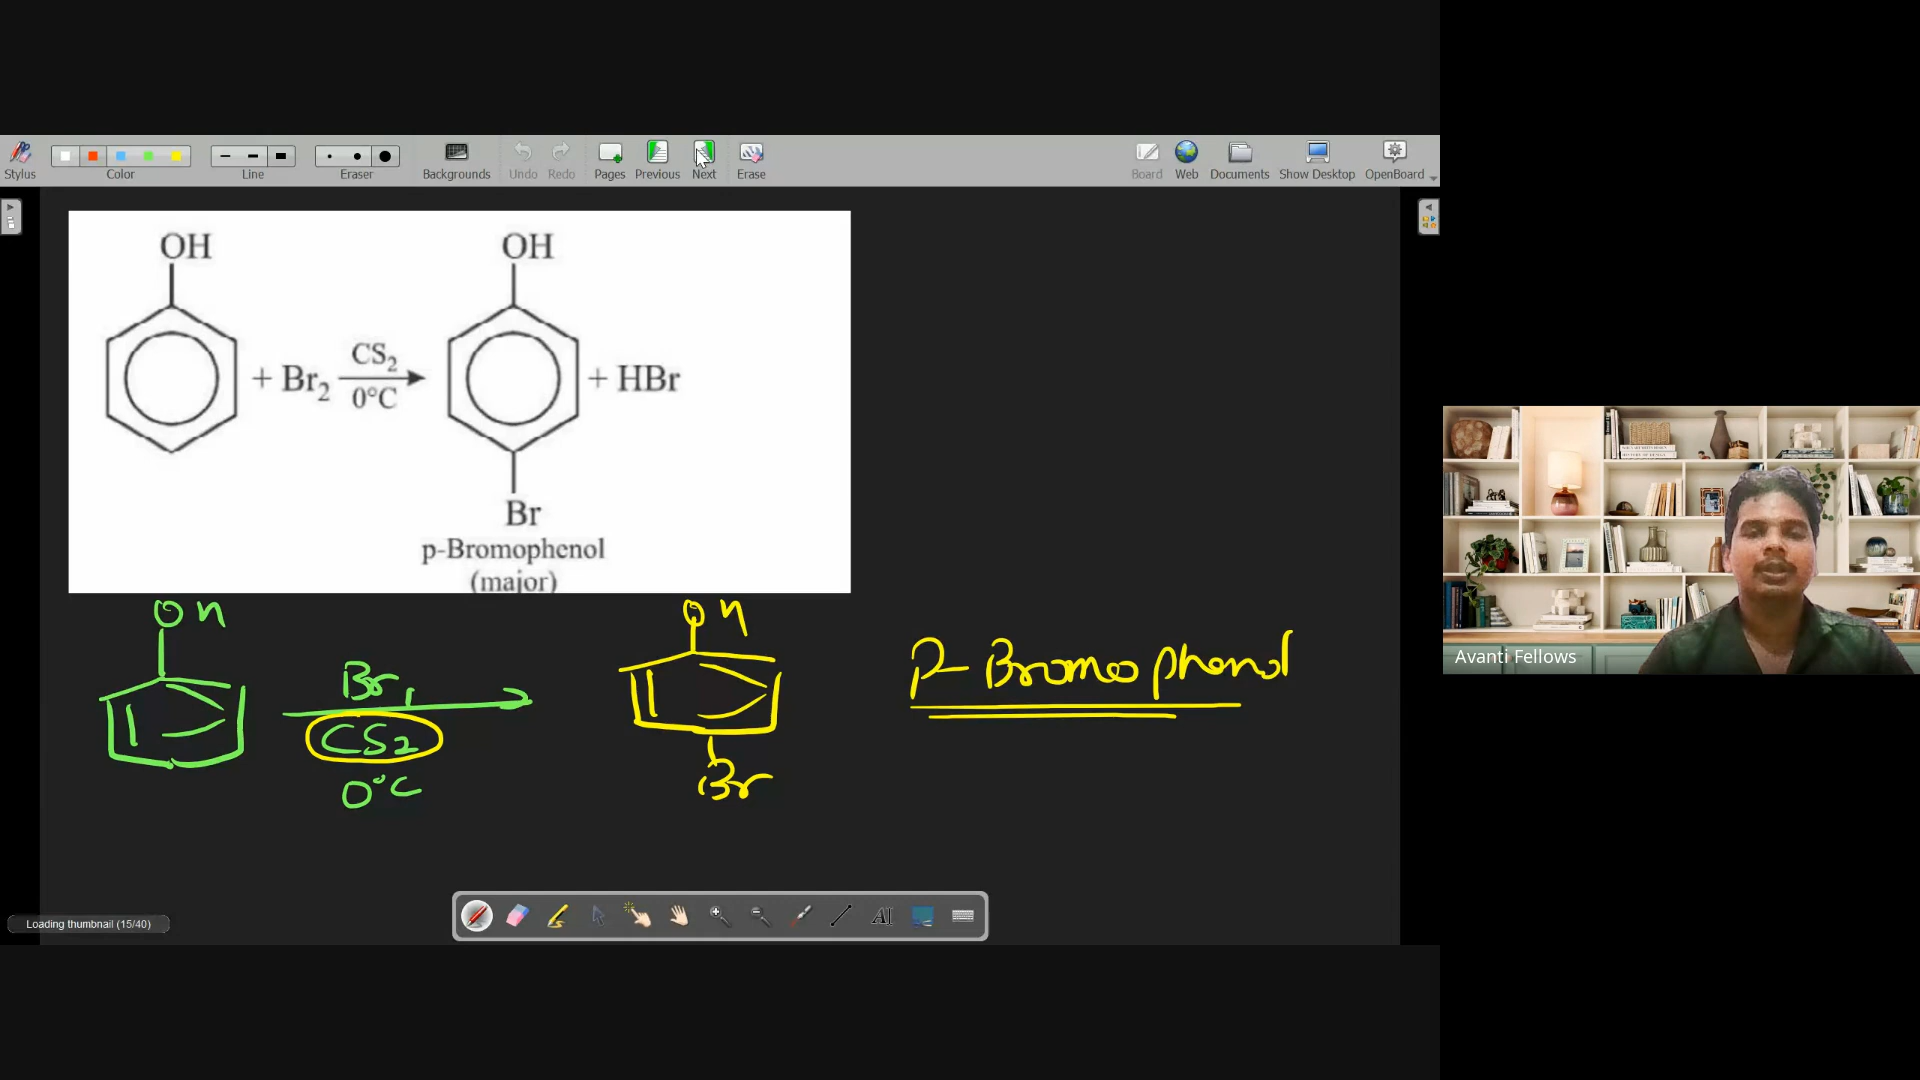 Stylus
Color
Line
Eraser
Backgrounds
Undo
Redo
Pages
Previous
Next
Erase
Board
Web
Documents
Show Desktop
OpenBoard
OH
OH
+ Br2
CS2
0°C
+ HBr
Br
p-Bromophenol
(major)
OH
Br
CS2
0°C
OH
Br
P- Bromophenol
Loading thumbnail (15/40)
Avanti Fellows